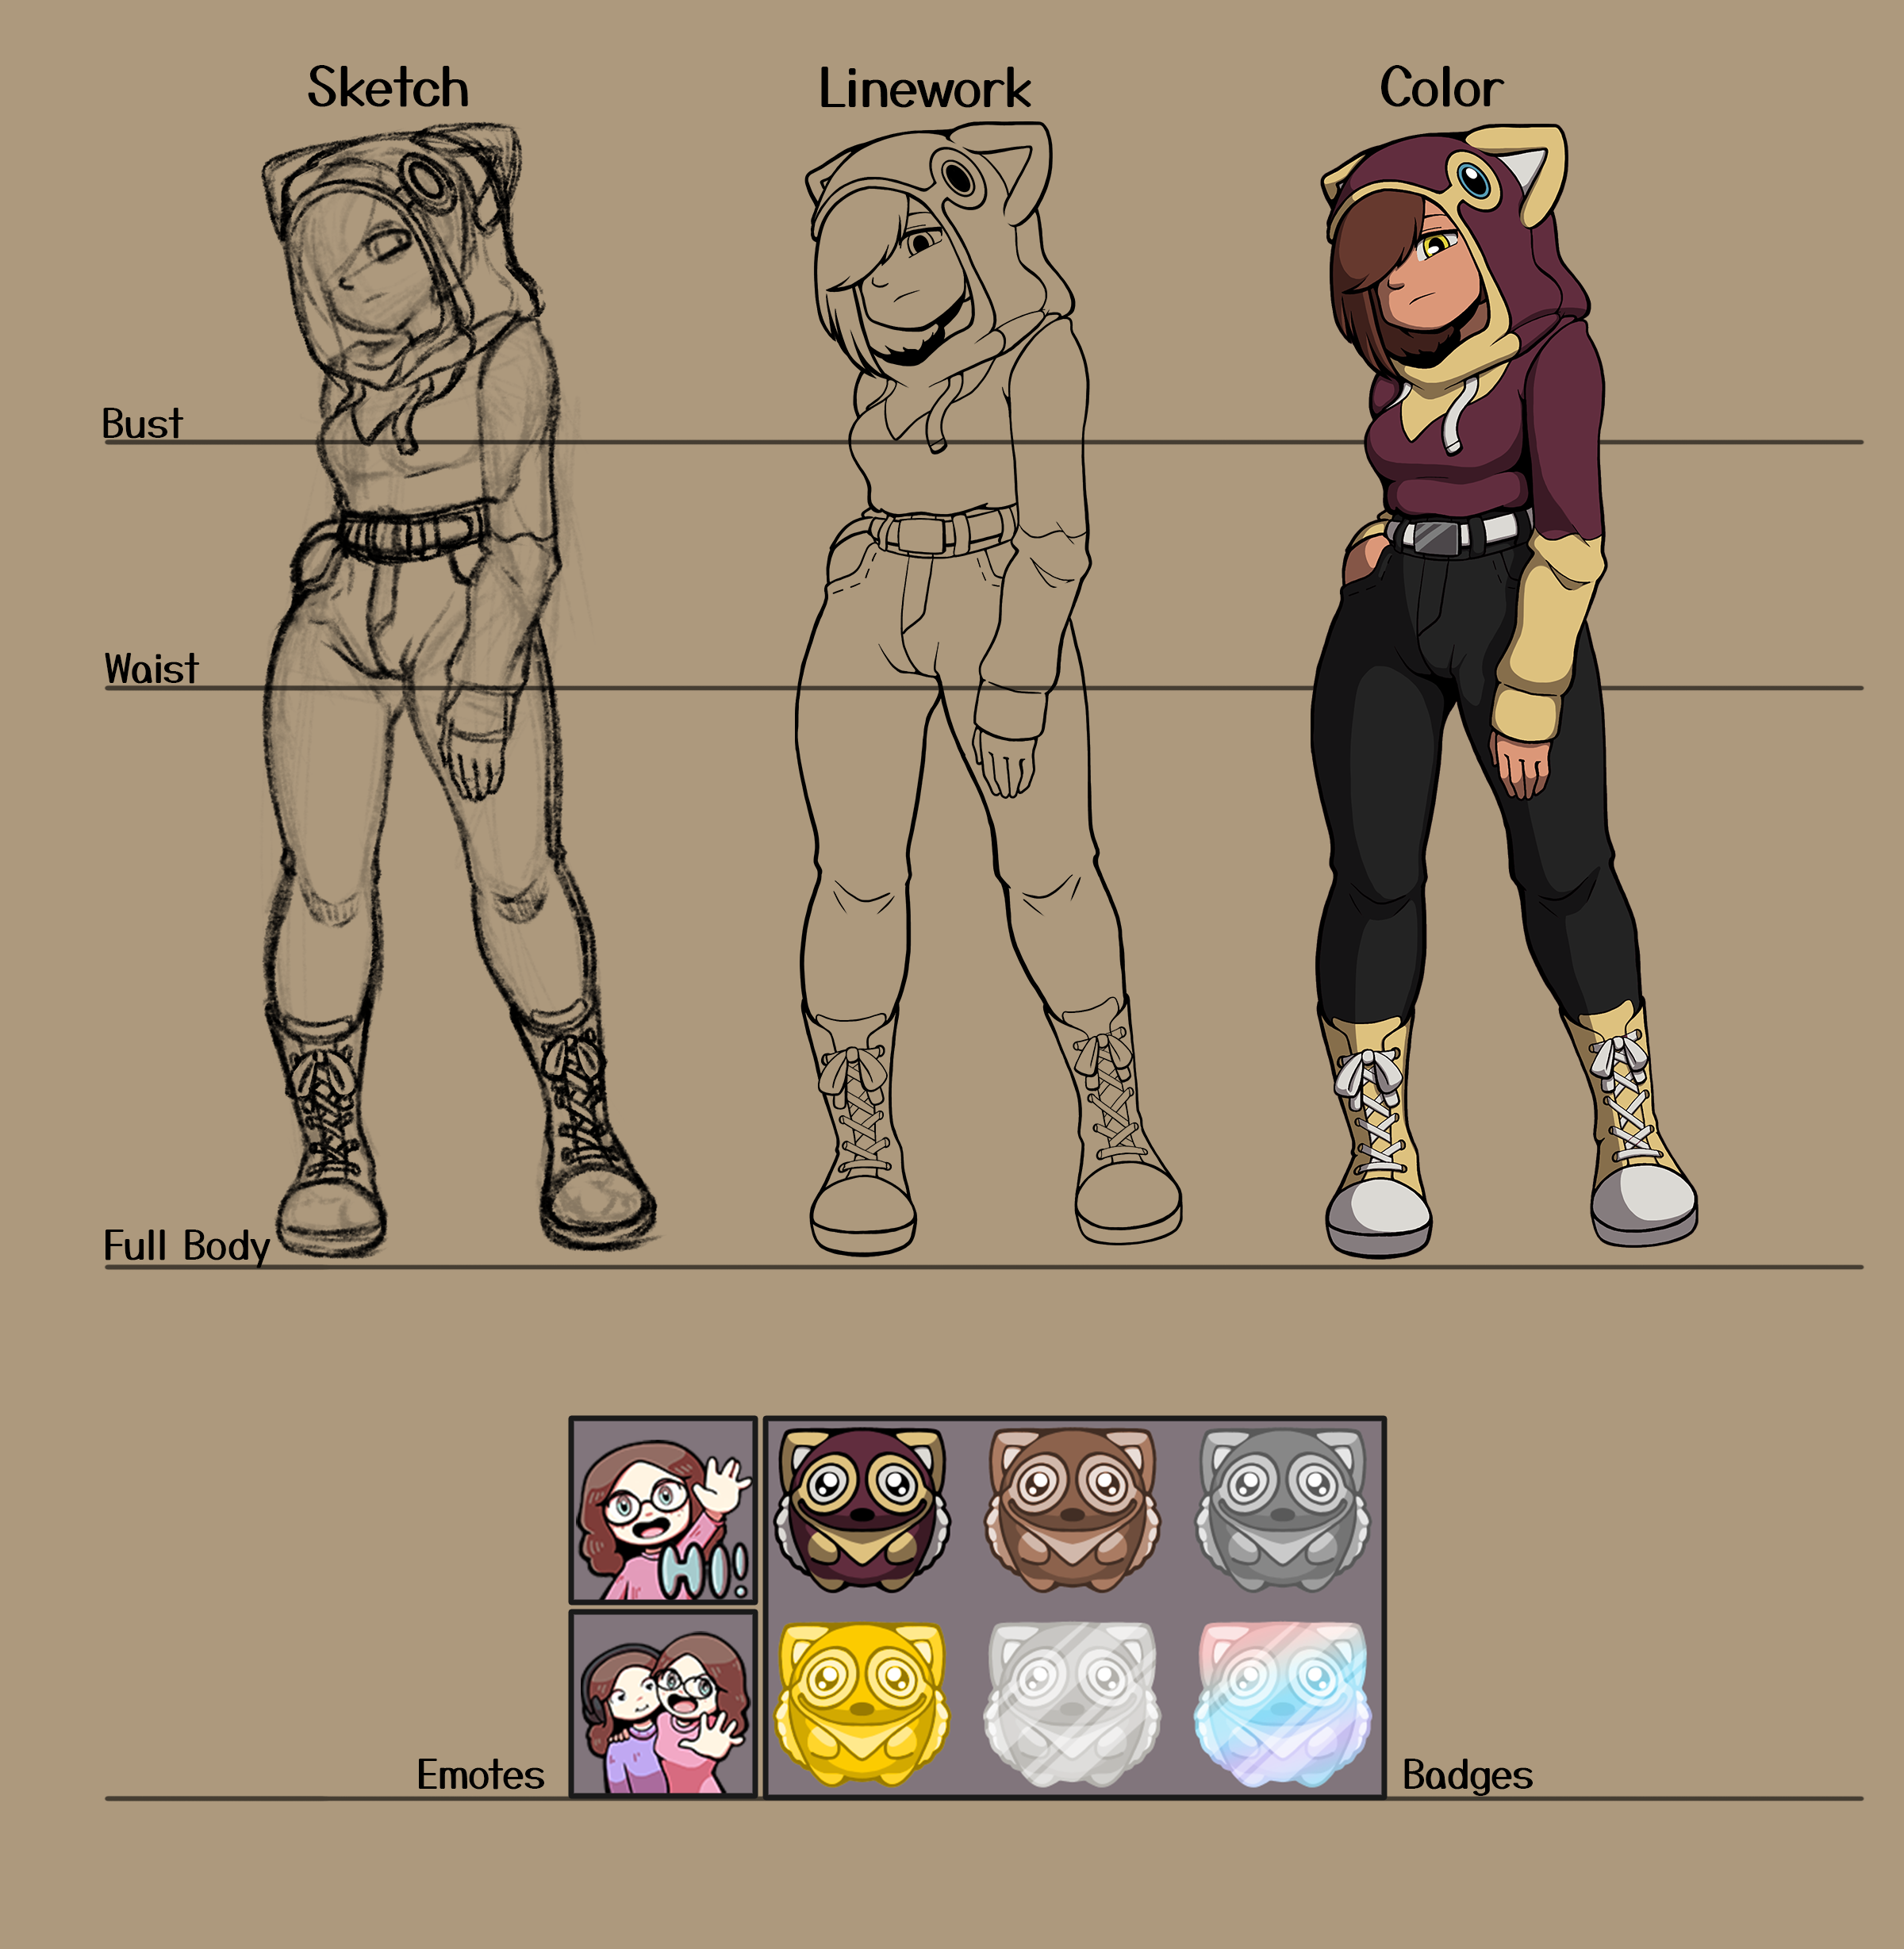 Sketch
Linework
Color
Bust
Waist
Full Body
HI!
Emotes
Badges